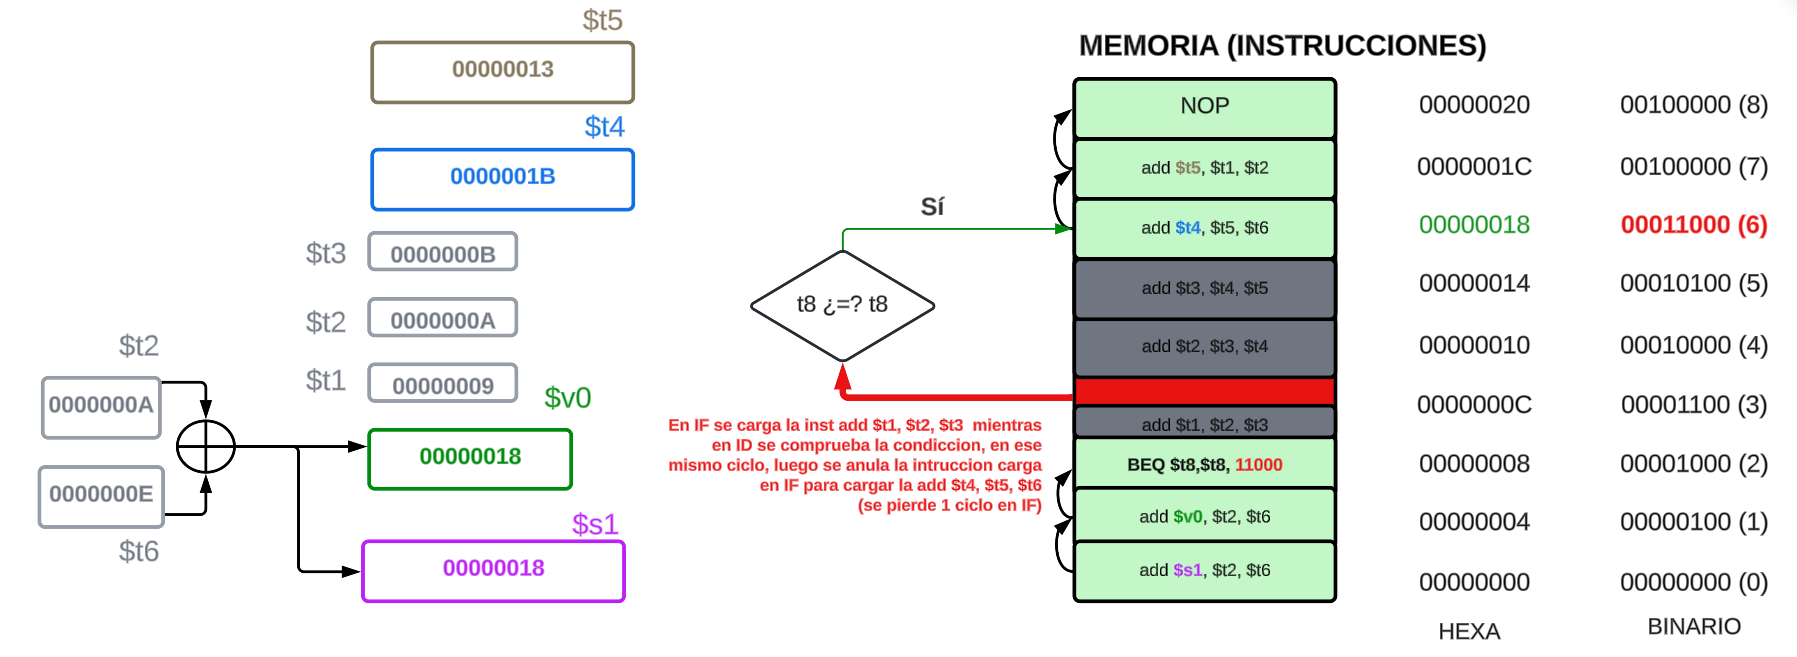 $t5
00000013
$t4
0000001B
$t3
0000000B
$t2
0000000A
$t1
00000009
$t2
0000000A
0000000E
$t6
$v0
00000018
$s1
00000018
t8 ¿=? t8
Sí
En IF se carga la inst add $t1, $t2, $t3 mientras
en ID se comprueba la condiccion, en ese
mismo ciclo, luego se anula la intruccion carga
en IF para cargar la add $t4, $t5, $t6
(se pierde 1 ciclo en IF)
MEMORIA (INSTRUCCIONES)
NOP 00000020 00100000 (8)
add $t5, $t1, $t2 0000001C 00100000 (7)
add $t4, $t5, $t6 00000018 00011000 (6)
add $t3, $t4, $t5 00000014 00010100 (5)
add $t2, $t3, $t4 00000010 00010000 (4)
add $t1, $t2, $t3 0000000C 00001100 (3)
BEQ $t8,$t8, 11000 00000008 00001000 (2)
add $v0, $t2, $t6 00000004 00000100 (1)
add $s1, $t2, $t6 00000000 00000000 (0)
HEXA BINARIO